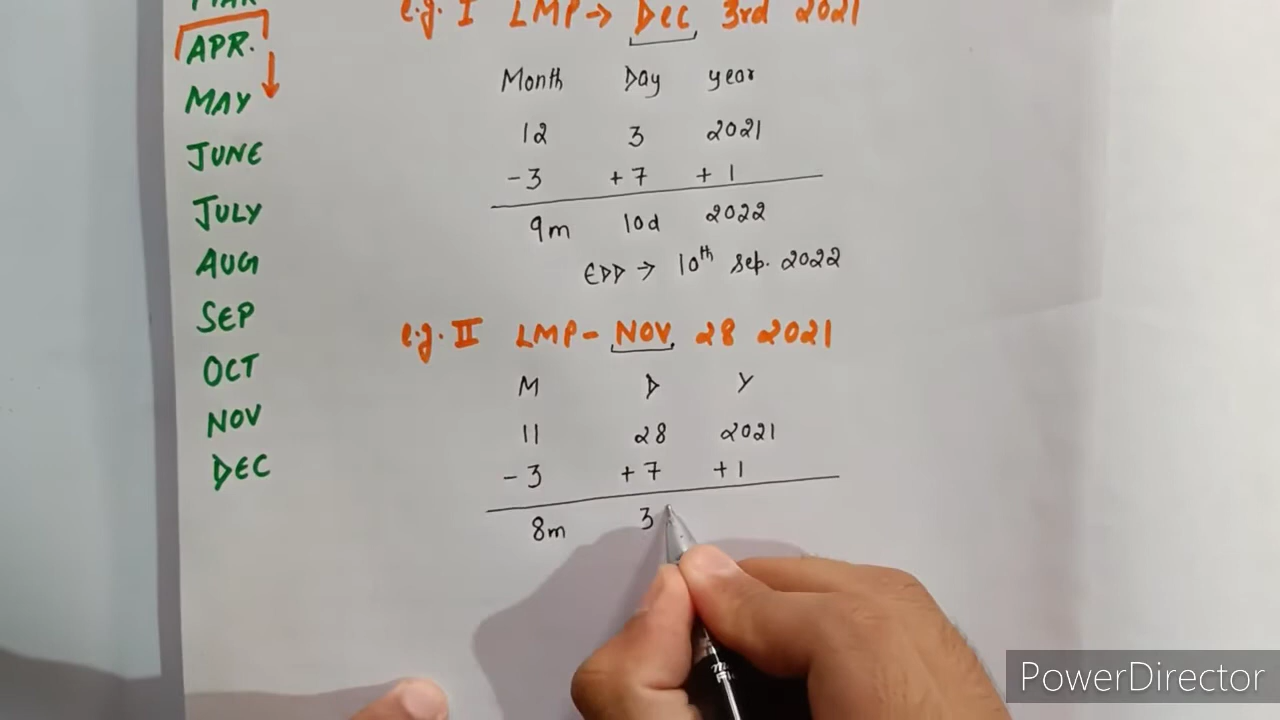 MAR
APR.
MAY
JUNE
JULY
AUG
SEP
OCT
NOV
DEC
e.g. I LMP→ Dec 3rd 2021
Month Day year
12 3 2021
-3 +7 +1
9m 10d 2022
EDD → 10th Sep. 2022
e.g. II LMP- NOV 28 2021
M D Y
11 28 2021
-3 +7 +1
8m 3
PowerDirector